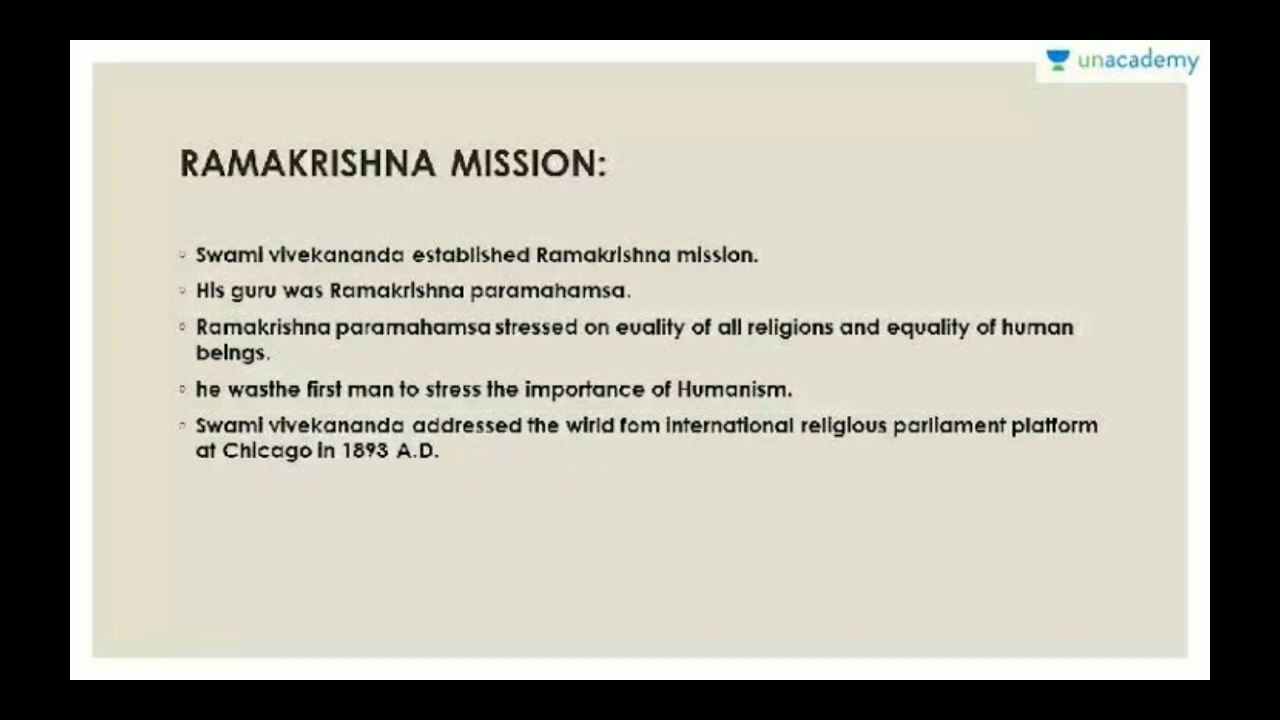 unacademy
RAMAKRISHNA MISSION:
◦ Swami vivekananda established Ramakrishna mission.
◦ His guru was Ramakrishna paramahamsa.
◦ Ramakrishna paramahamsa stressed on euality of all religions and equality of human
beings.
◦ he wasthe first man to stress the importance of Humanism.
◦ Swami vivekananda addressed the wirld fom international religious parliament platform
at Chicago in 1893 A.D.